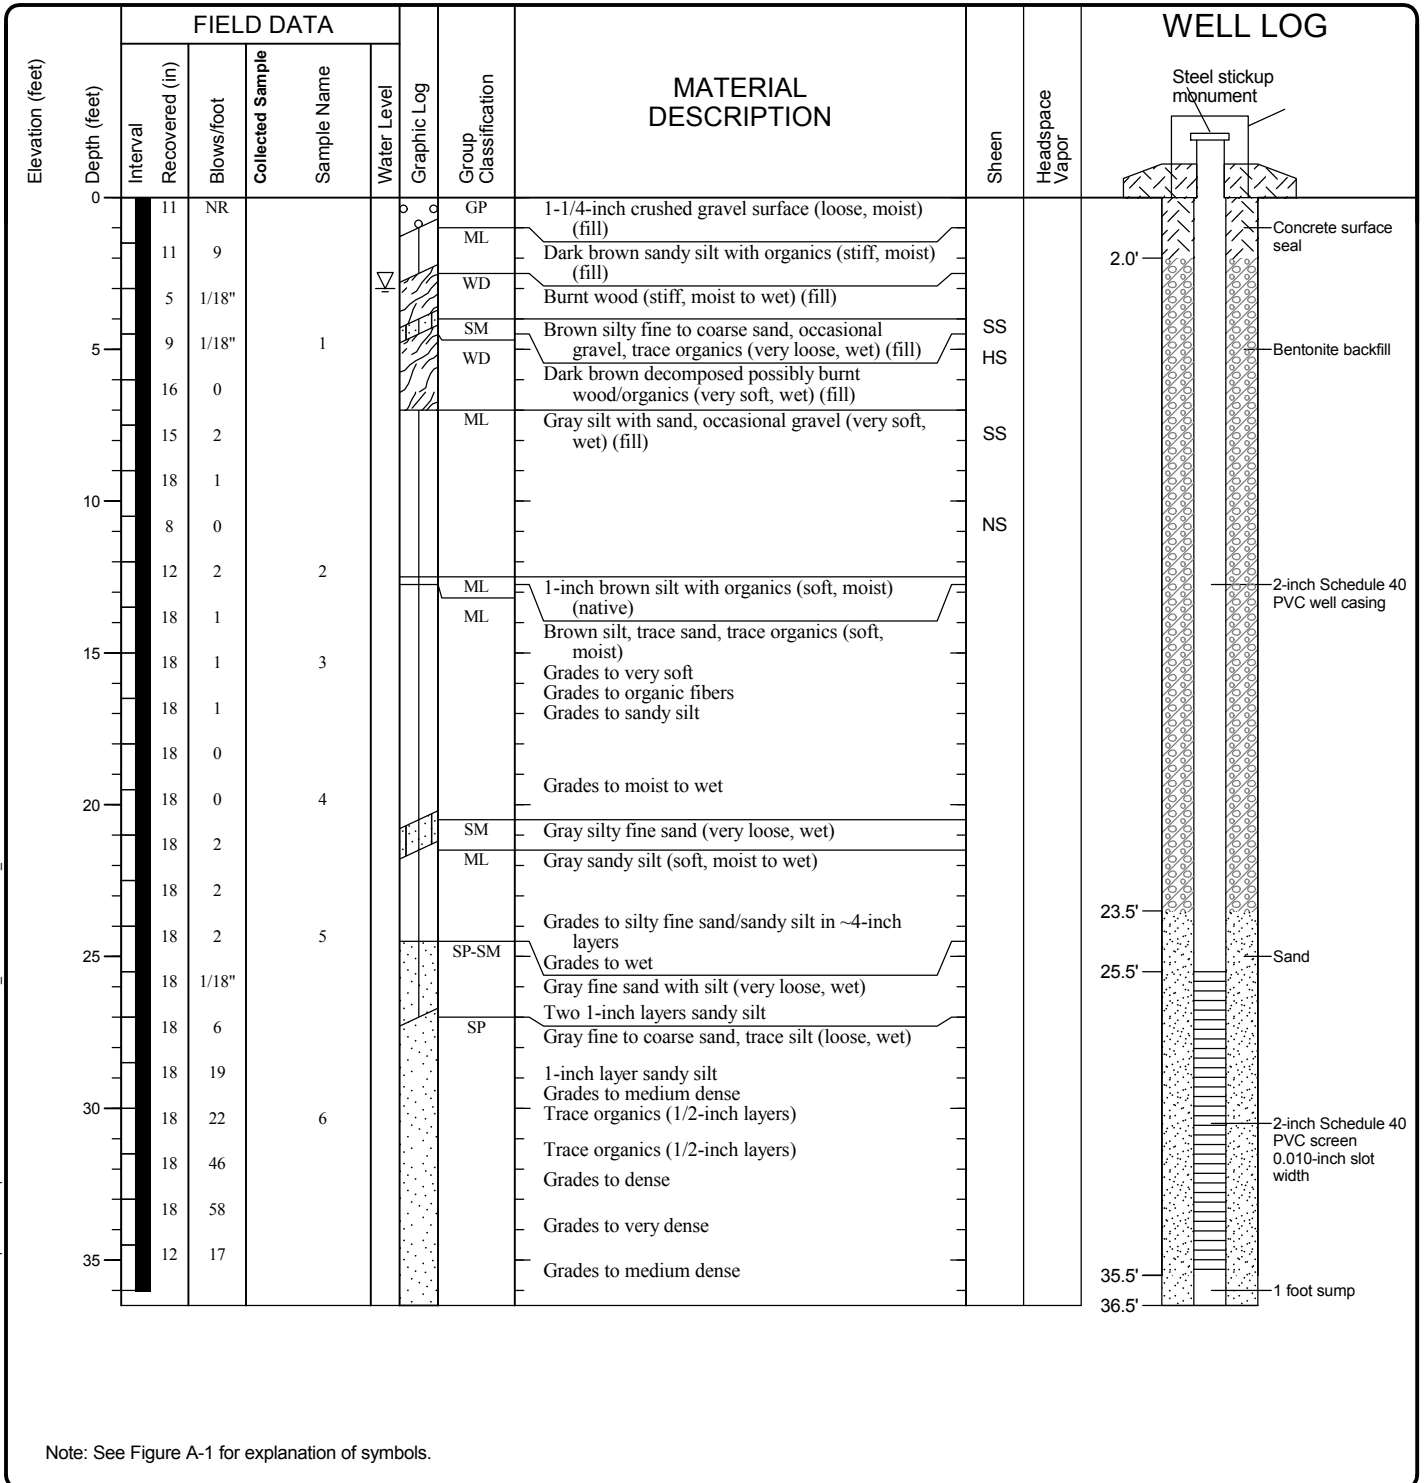 FIELD DATA
WELL LOG
Elevation (feet)
Depth (feet)
Interval
Recovered (in)
Blows/foot
Collected Sample
Sample Name
Water Level
Graphic Log
Group
Classification
MATERIAL
DESCRIPTION
Sheen
Headspace
Vapor
Steel stickup
monument
0
11 NR GP 1-1/4-inch crushed gravel surface (loose, moist)
(fill)
Concrete surface
seal
ML
11 9 Dark brown sandy silt with organics (stiff, moist)
(fill)
2.0'
WD
5 1/18" Burnt wood (stiff, moist to wet) (fill)
SM Brown silty fine to coarse sand, occasional SS
9 1/18" 1 gravel, trace organics (very loose, wet) (fill)
5 WD HS Bentonite backfill
Dark brown decomposed possibly burnt
16 0 wood/organics (very soft, wet) (fill)
ML Gray silt with sand, occasional gravel (very soft,
15 2 wet) (fill) SS
18 1
10
8 0 NS
12 2 2
ML 1-inch brown silt with organics (soft, moist)
(native)
2-inch Schedule 40
PVC well casing
18 1 ML
Brown silt, trace sand, trace organics (soft,
moist)
15 18 1 3
Grades to very soft
Grades to organic fibers
18 1 Grades to sandy silt
18 0
Grades to moist to wet
20 18 0 4
SM Gray silty fine sand (very loose, wet)
18 2
ML Gray sandy silt (soft, moist to wet)
18 2
23.5'
Grades to silty fine sand/sandy silt in ~4-inch
layers
18 2 5
25 SP-SM Grades to wet Sand
25.5'
18 1/18" Gray fine sand with silt (very loose, wet)
Two 1-inch layers sandy silt
18 6 SP
Gray fine to coarse sand, trace silt (loose, wet)
18 19 1-inch layer sandy silt
Grades to medium dense
30 18 22 6 Trace organics (1/2-inch layers)
2-inch Schedule 40
PVC screen
0.010-inch slot
width
Trace organics (1/2-inch layers)
18 46
Grades to dense
18 58
Grades to very dense
35 12 17
Grades to medium dense
35.5'
1 foot sump
36.5'
Note: See Figure A-1 for explanation of symbols.